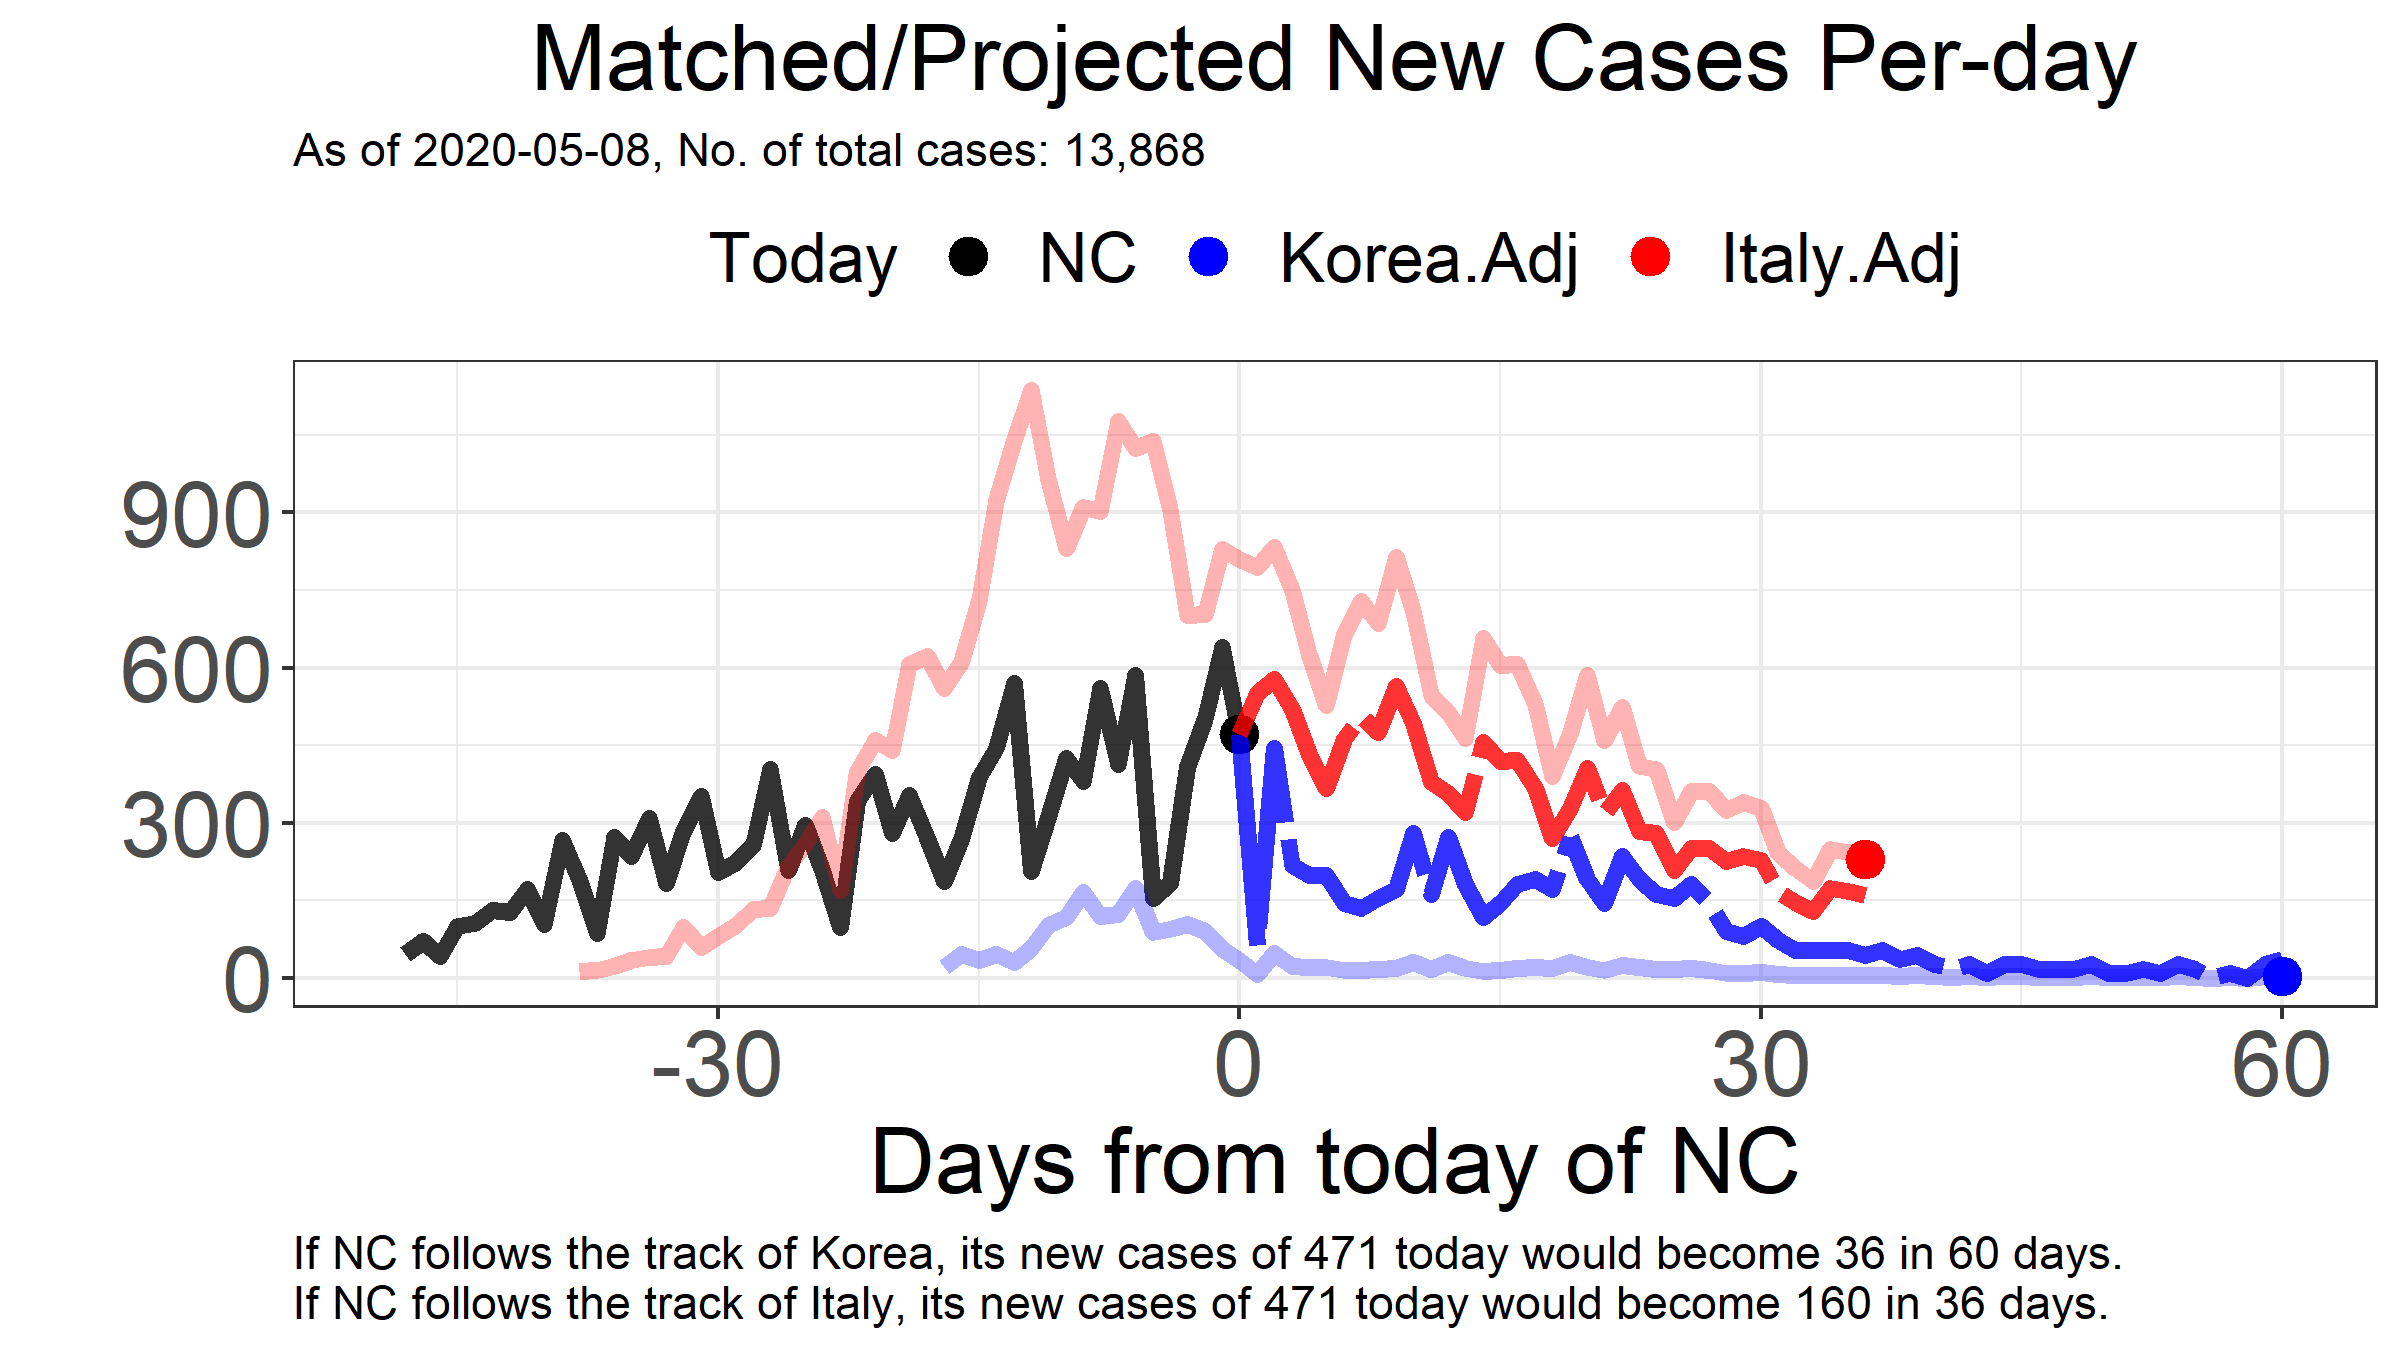 Matched/Projected New Cases Per-day
As of 2020-05-08, No. of total cases: 13,868
Today NC Korea.Adj Italy.Adj
900
600
300
0
-30 0 30 60
Days from today of NC
If NC follows the track of Korea, its new cases of 471 today would become 36 in 60 days.
If NC follows the track of Italy, its new cases of 471 today would become 160 in 36 days.